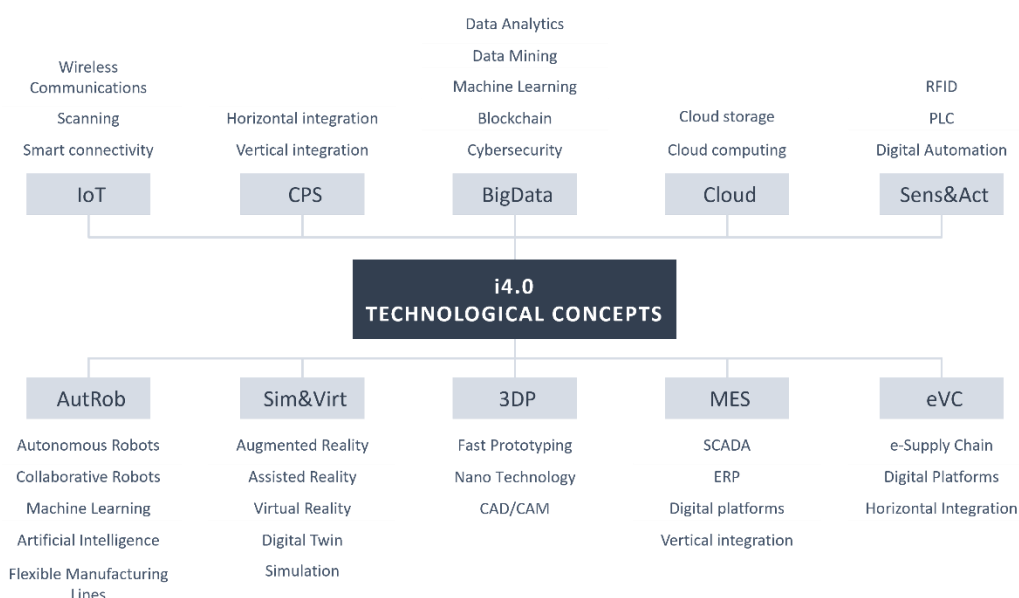 Wireless
Communications
Scanning
Smart connectivity
IoT
Horizontal integration
Vertical integration
CPS
Data Analytics
Data Mining
Machine Learning
Blockchain
Cybersecurity
BigData
Cloud storage
Cloud computing
Cloud
RFID
PLC
Digital Automation
Sens&Act
i4.0
TECHNOLOGICAL CONCEPTS
AutRob
Autonomous Robots
Collaborative Robots
Machine Learning
Artificial Intelligence
Flexible Manufacturing
Lines
Sim&Virt
Augmented Reality
Assisted Reality
Virtual Reality
Digital Twin
Simulation
3DP
Fast Prototyping
Nano Technology
CAD/CAM
MES
SCADA
ERP
Digital platforms
Vertical integration
eVC
e-Supply Chain
Digital Platforms
Horizontal Integration